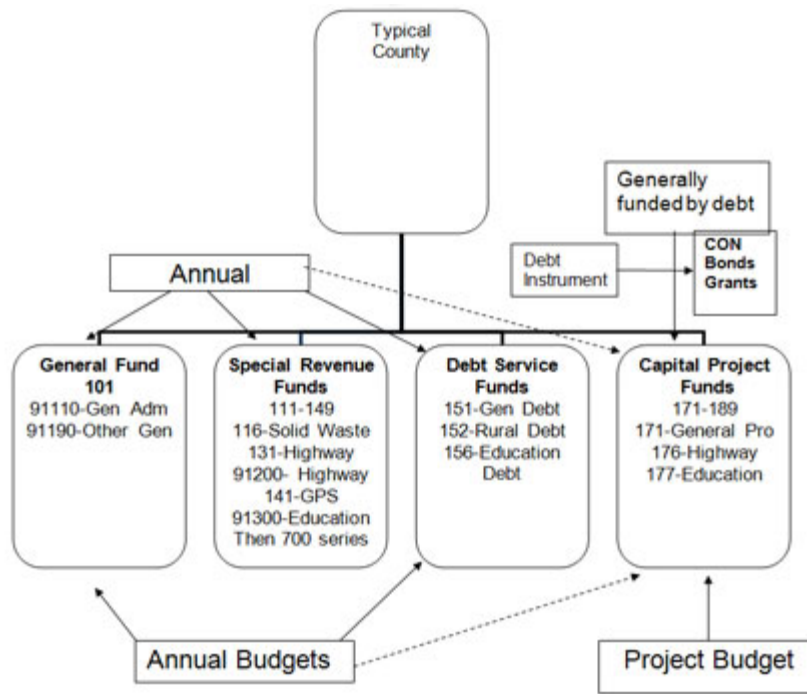 Typical
County
Generally
funded by debt
CON
Bonds
Grants
Debt
Instrument
Annual
General Fund
101
91110-Gen Adm
91190-Other Gen
Special Revenue
Funds
111-149
116-Solid Waste
131-Highway
91200- Highway
141-GPS
91300-Education
Then 700 series
Debt Service
Funds
151-Gen Debt
152-Rural Debt
156-Education
Debt
Capital Project
Funds
171-189
171-General Pro
176-Highway
177-Education
Annual Budgets
Project Budget